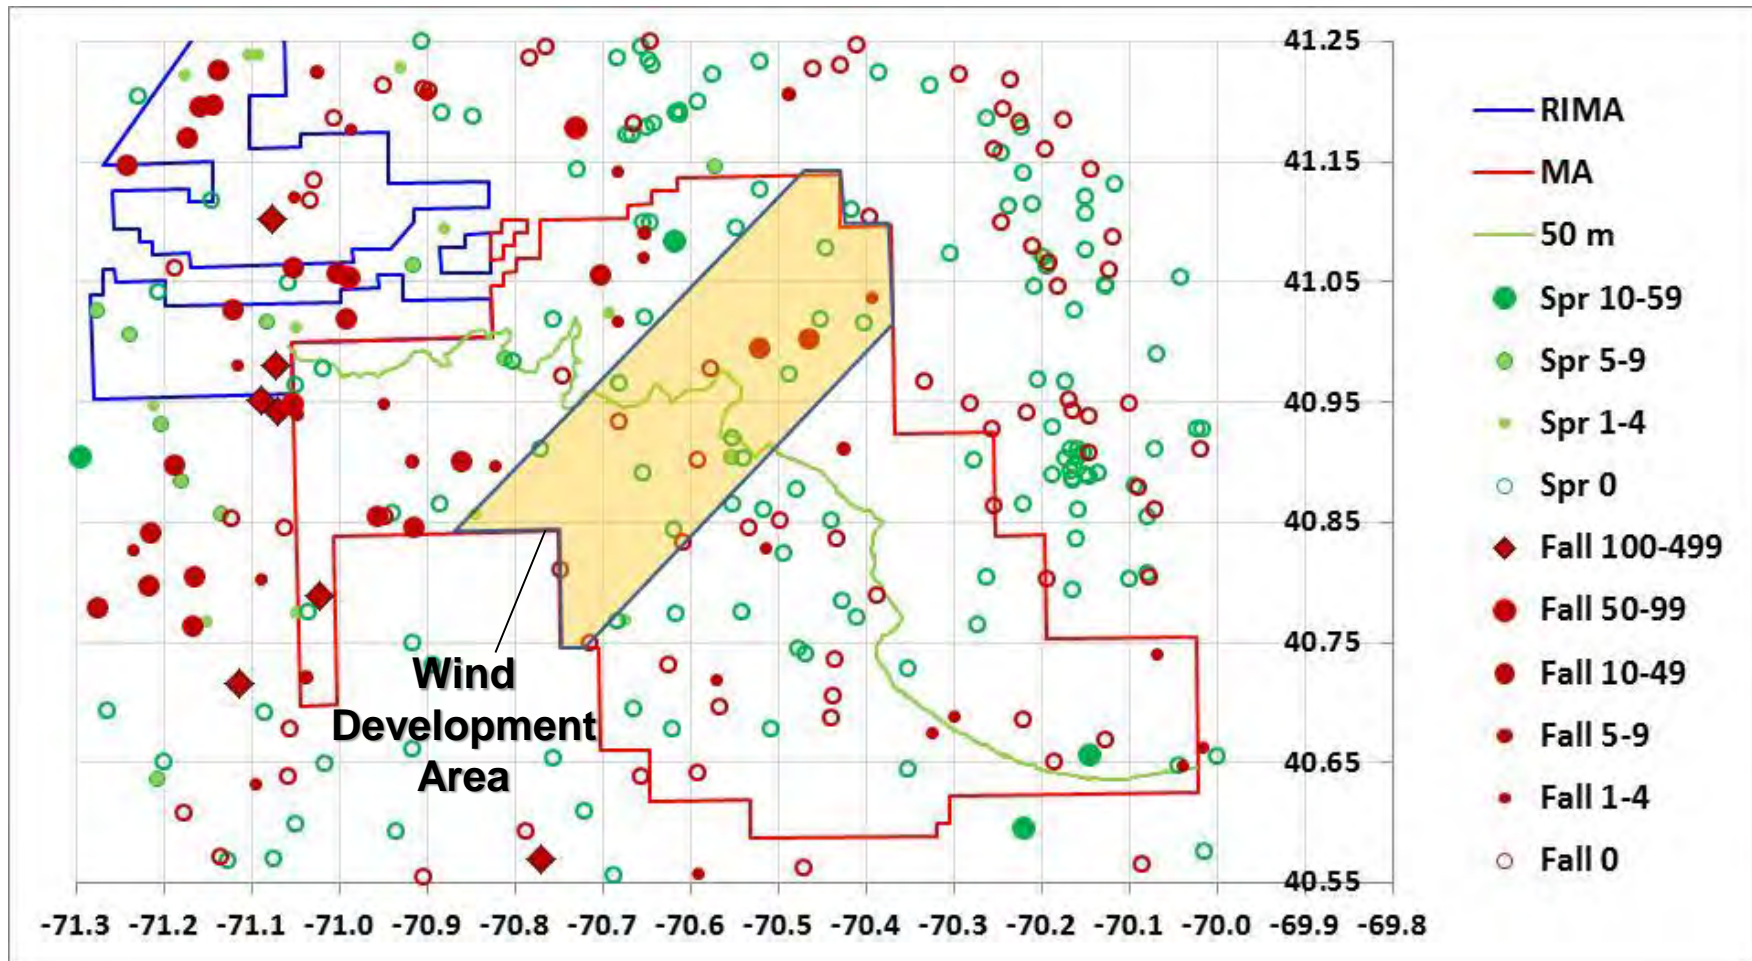 41.25
41.15
41.05
40.95
40.85
40.75
40.65
40.55
-71.3 -71.2 -71.1 -71.0 -70.9 -70.8 -70.7 -70.6 -70.5 -70.4 -70.3 -70.2 -70.1 -70.0 -69.9 -69.8
Wind
Development
Area
RIMA
MA
50 m
Spr 10-59
Spr 5-9
Spr 1-4
Spr 0
Fall 100-499
Fall 50-99
Fall 10-49
Fall 5-9
Fall 1-4
Fall 0